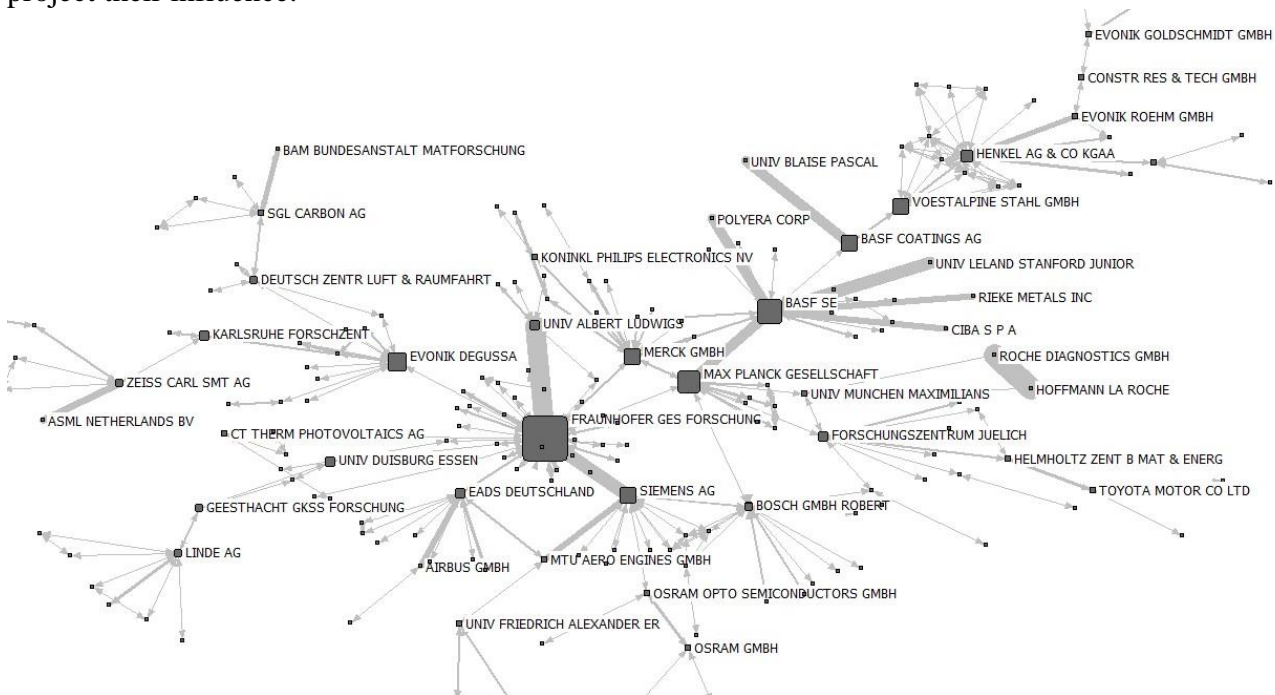 project their influence.
EVONIK GOLDSCHMIDT GMBH
CONSTR RES & TECH GMBH
EVONIK ROEHM GMBH
BAM BUNDESANSTALT MATFORSCHUNG
HENKEL AG & CO KGAA
UNIV BLAISE PASCAL
VOESTALPINE STAHL GMBH
SGL CARBON AG
POLYERA CORP
BASF COATINGS AG
KONINKL PHILIPS ELECTRONICS NV
UNIV LELAND STANFORD JUNIOR
DEUTSCH ZENTR LUFT & RAUMFAHRT
RIEKE METALS INC
BASF SE
UNIV ALBERT LUDWIGS
CIBA S P A
KARLSRUHE FORSCHZENT
MERCK GMBH
EVONIK DEGUSSA
ROCHE DIAGNOSTICS GMBH
MAX PLANCK GESELLSCHAFT
ZEISS CARL SMT AG
HOFFMANN LA ROCHE
UNIV MUNCHEN MAXIMILIANS
ASML NETHERLANDS BV
FRAUNHOFER GES FORSCHUNG
CT THERM PHOTOVOLTAICS AG
FORSCHUNGSZENTRUM JUELICH
UNIV DUISBURG ESSEN
HELMHOLTZ ZENT B MAT & ENERG
EADS DEUTSCHLAND
SIEMENS AG
TOYOTA MOTOR CO LTD
GEESTHACHT GKSS FORSCHUNG
BOSCH GMBH ROBERT
LINDE AG
AIRBUS GMBH
MTU AERO ENGINES GMBH
OSRAM OPTO SEMICONDUCTORS GMBH
UNIV FRIEDRICH ALEXANDER ER
OSRAM GMBH